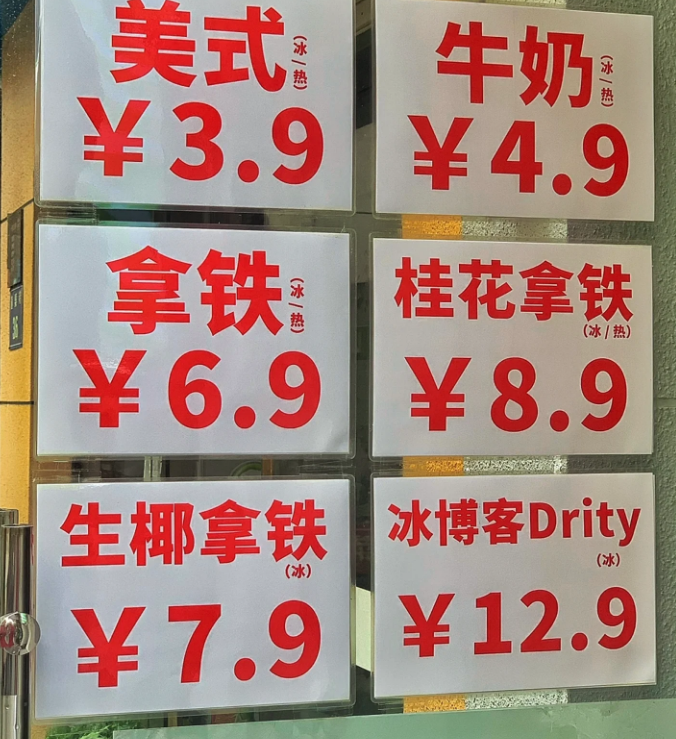 美式(冰/热)
￥3.9
牛奶(冰/热)
￥4.9
拿铁(冰/热)
￥6.9
桂花拿铁
(冰/热)
￥8.9
生椰拿铁
(冰)
￥7.9
冰博客Drity
(冰)
￥12.9